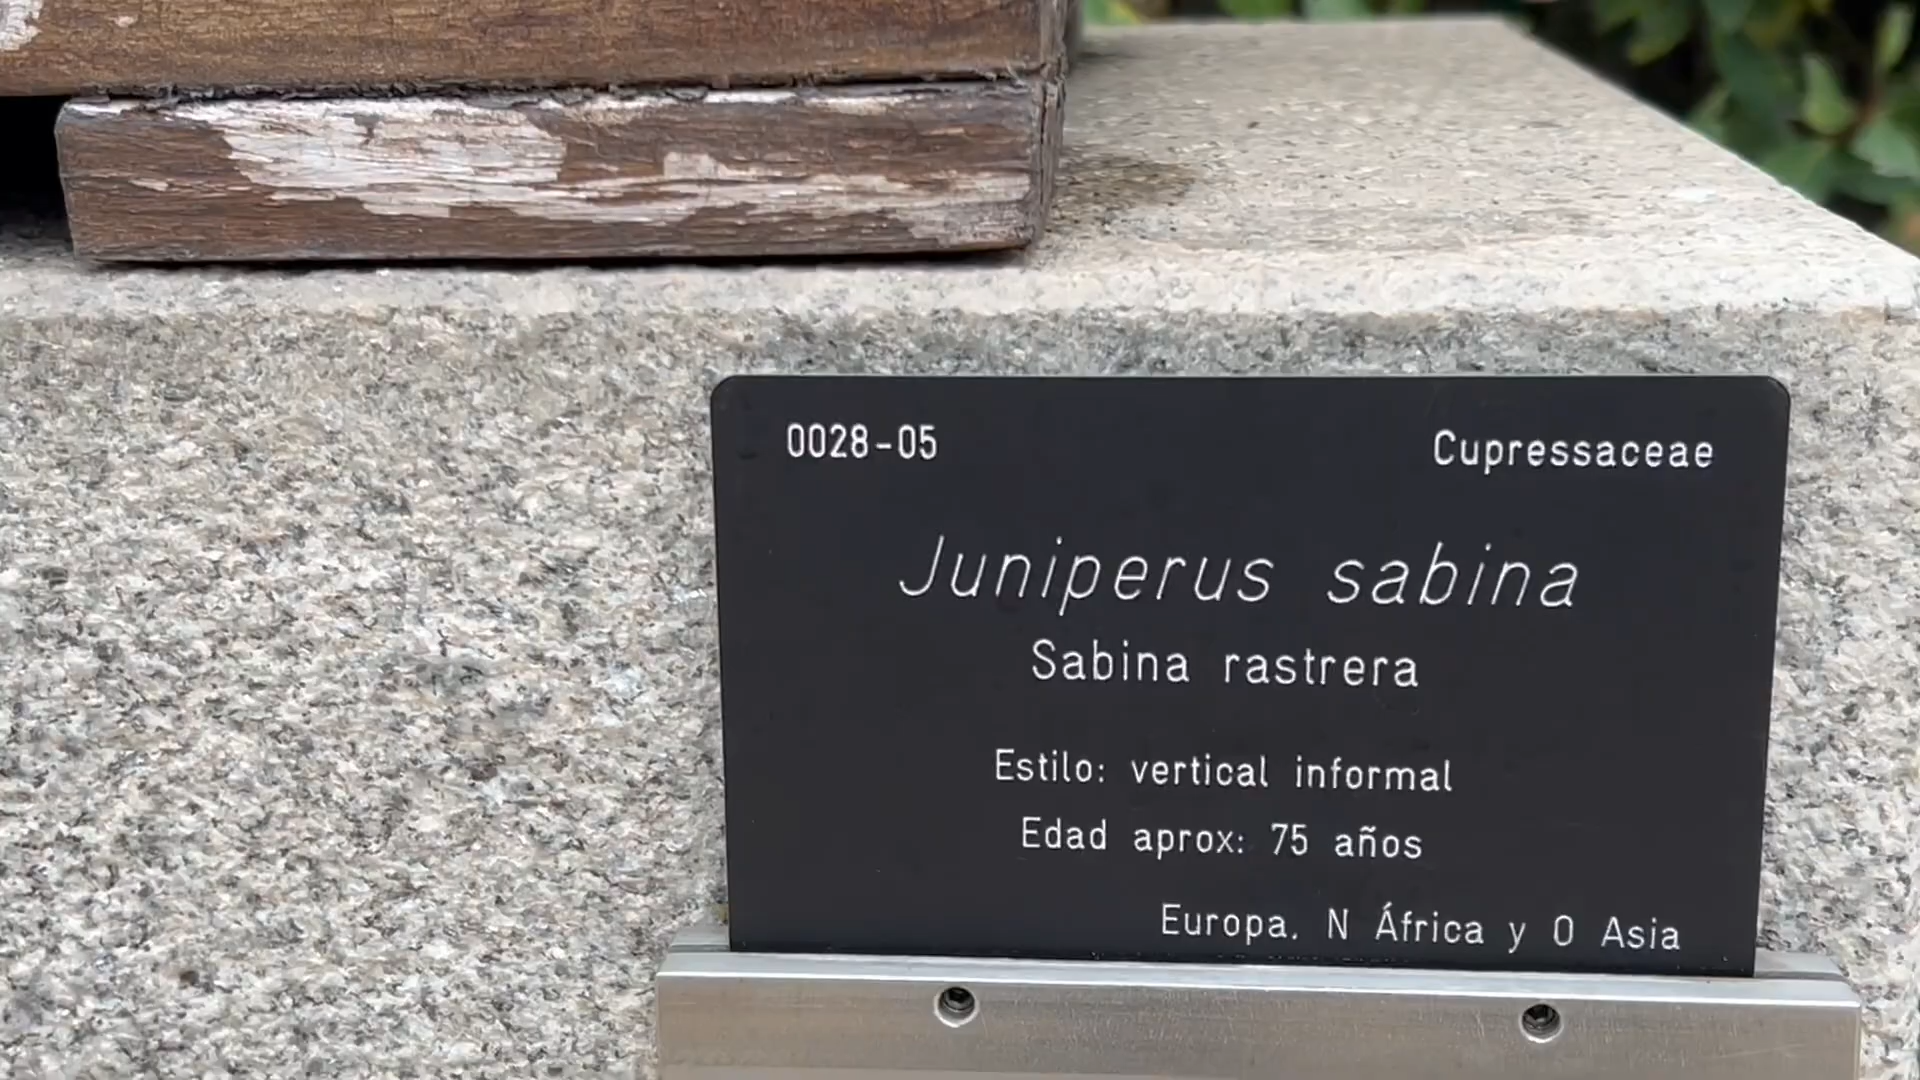 0028-05
Cupressaceae
Juniperus sabina
Sabina rastrera
Estilo: vertical informal
Edad aprox: 75 años
Europa. N África y O Asia